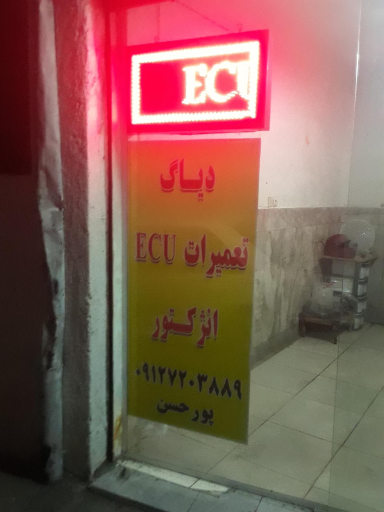 ECU
دیاگ
تعمیرات ECU
انژکتور
۰۹۱۲۷۲۰۳۸۸۹
پورحسن